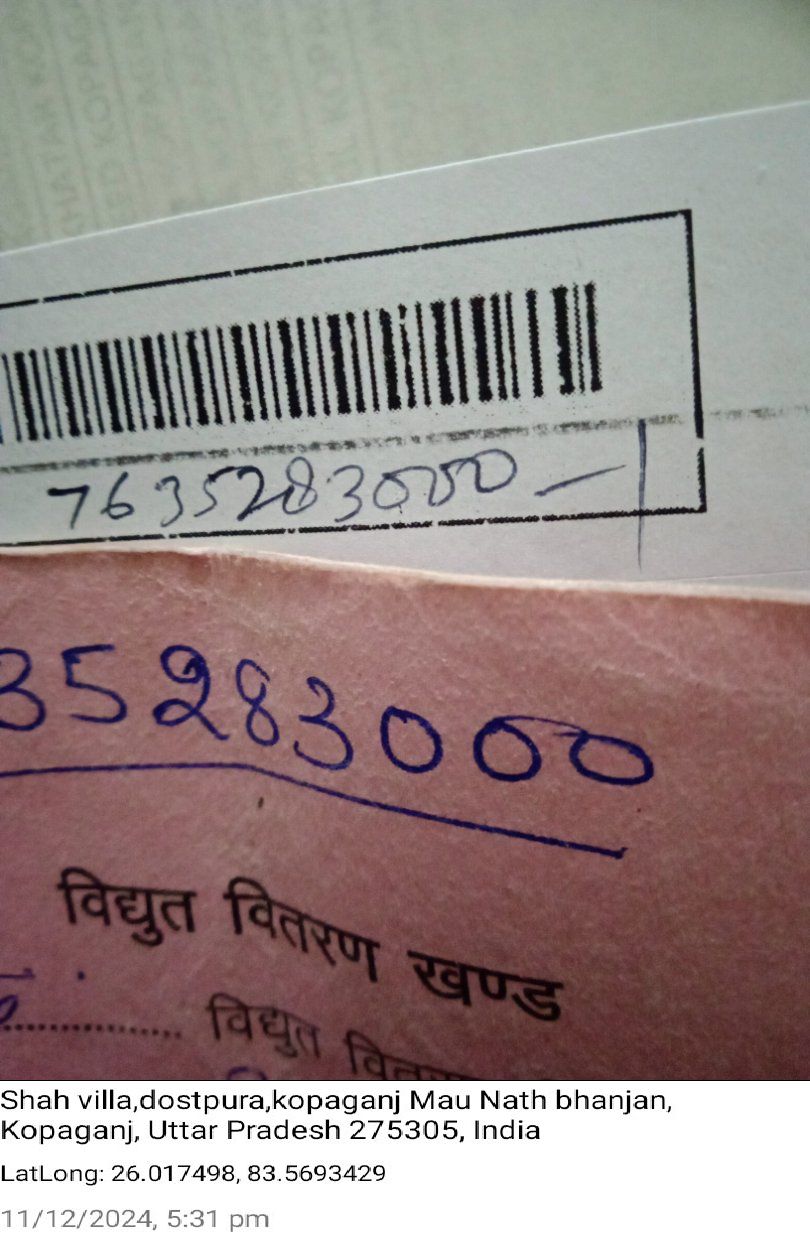 7635283000
35283000
विद्युत वितरण खण्ड
विद्युत
Shah villa,dostpura,kopaganj Mau Nath bhanjan,
Kopaganj, Uttar Pradesh 275305, India
LatLong: 26.017498, 83.5693429
11/12/2024, 5:31 pm